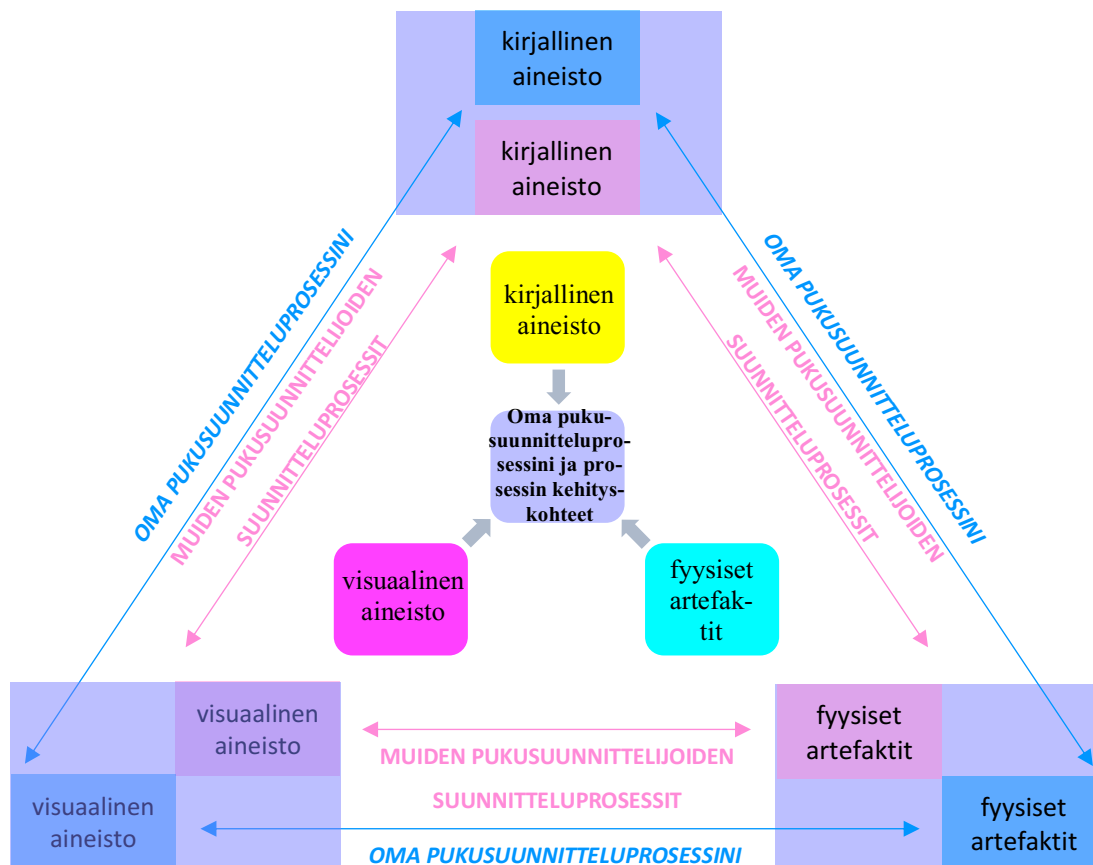 kirjallinen
aineisto
kirjallinen
aineisto
OMA PUKUSUUNNITTELUPROSESSINI
MUIDEN PUKUSUUNNITTELIJOIDEN
SUUNNITTELUPROSESSIT
OMA PUKUSUUNNITTELUPROSESSINI
MUIDEN PUKUSUUNNITTELIJOIDEN
SUUNNITTELUPROSESSIT
kirjallinen
aineisto
Oma puku-
suunnittelupro-
sessini ja pro-
sessin kehitys-
kohteet
visuaalinen
aineisto
fyysiset
artefak-
tit
visuaalinen
aineisto
visuaalinen
aineisto
MUIDEN PUKUSUUNNITTELIJOIDEN
SUUNNITTELUPROSESSIT
OMA PUKUSUUNNITTELUPROSESSINI
fyysiset
artefaktit
fyysiset
artefaktit